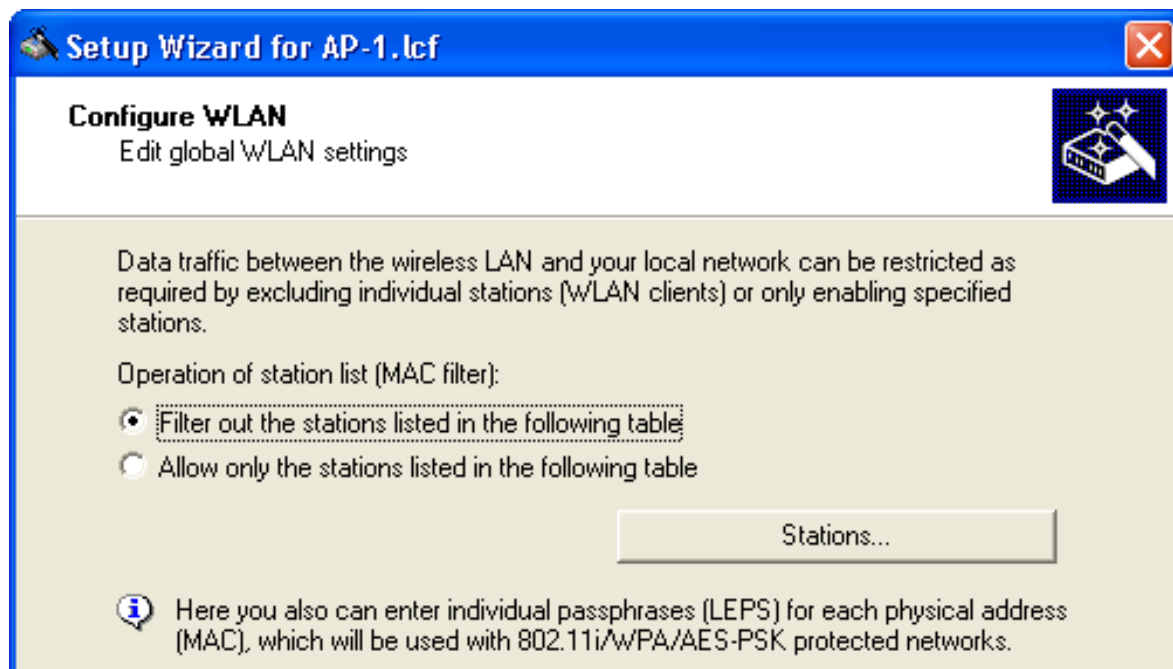 Setup Wizard for AP-1.lcf
Configure WLAN
Edit global WLAN settings
Data traffic between the wireless LAN and your local network can be restricted as
required by excluding individual stations (WLAN clients) or only enabling specified
stations.
Operation of station list (MAC filter):
Filter out the stations listed in the following table
Allow only the stations listed in the following table
Stations...
Here you also can enter individual passphrases (LEPS) for each physical address
(MAC), which will be used with 802.11i/WPA/AES-PSK protected networks.